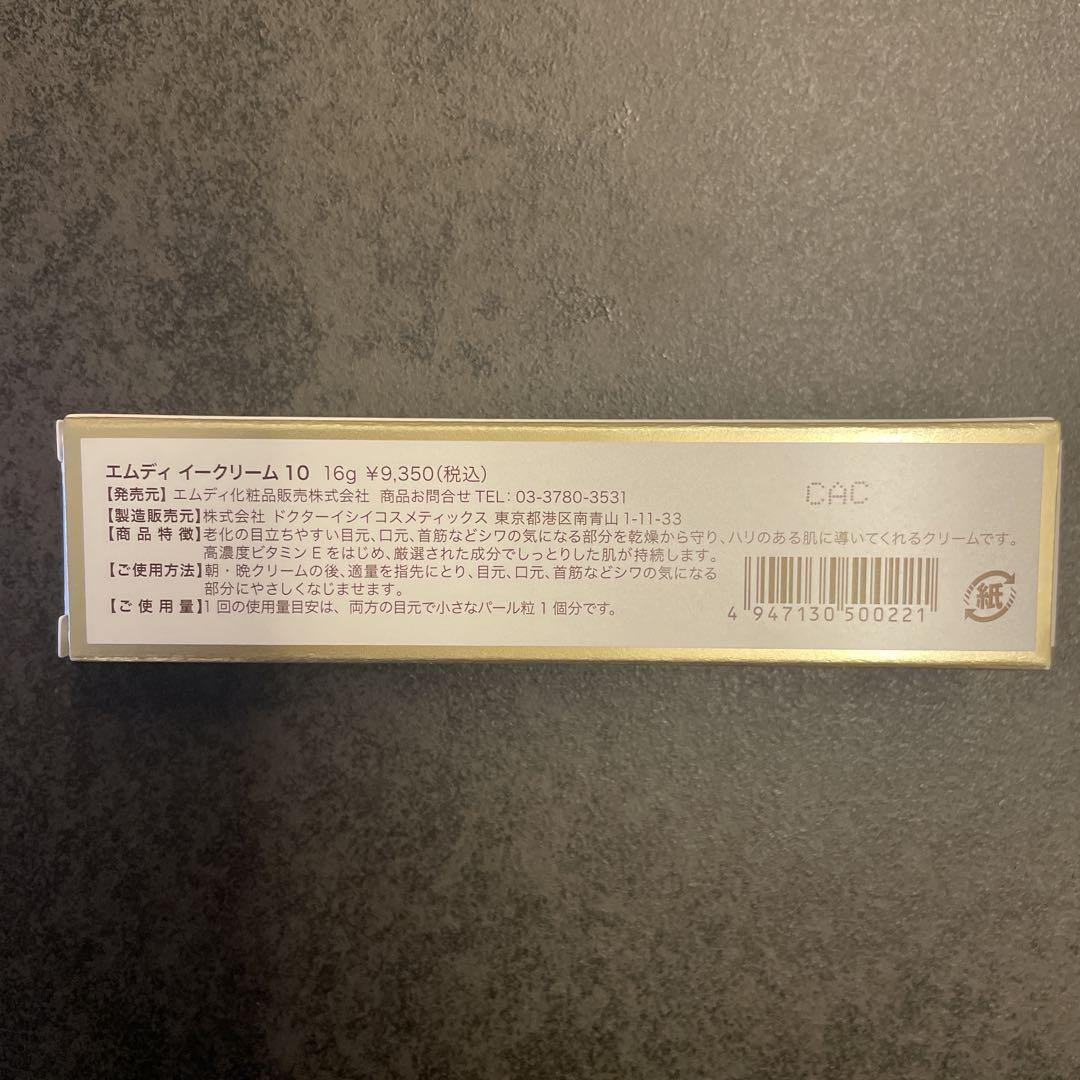 エムディ イークリーム 10 16g ¥9,350(税込)
【発売元】エムディ化粧品販売株式会社 商品お問合せ TEL: 03-3780-3531
【製造販売元】株式会社 ドクターイシイコスメティックス 東京都港区南青山 1-11-33
【商品特徴】老化の目立ちやすい目元、口元、首筋などシワの気になる部分を乾燥から守り、ハリのある肌に導いてくれるクリームです。
高濃度ビタミン E をはじめ、厳選された成分でしっとりした肌が持続します。
【ご使用方法】朝・晩クリームの後、適量を指先にとり、目元、口元、首筋などシワの気になる
部分にやさしくなじませます。
【ご使用量】1 回の使用量目安は、両方の目元で小さなパール粒 1 個分です。
CAC
4 947130 500221
紙